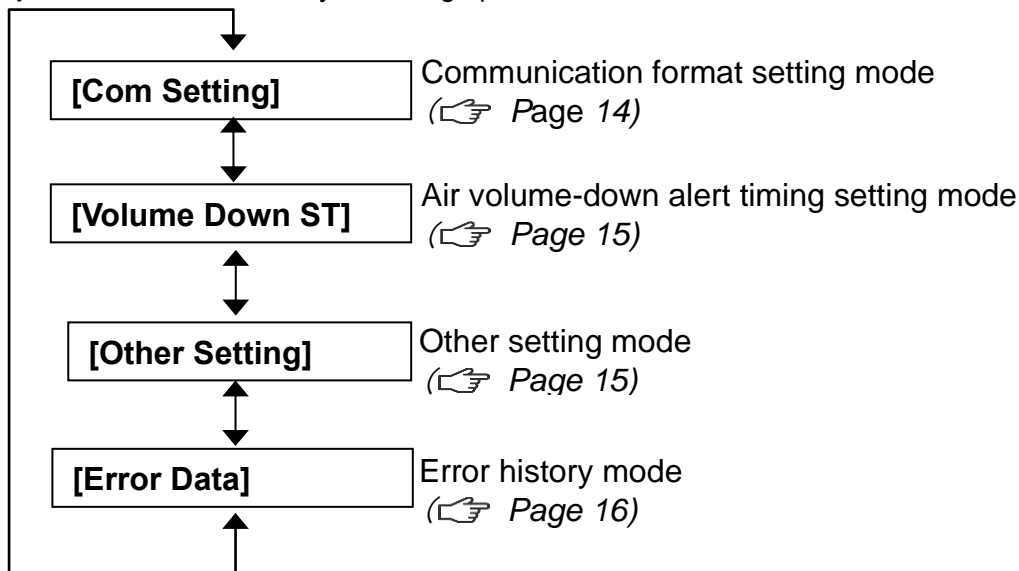 [Com Setting]
Communication format setting mode
(☞ Page 14)
[Volume Down ST]
Air volume-down alert timing setting mode
(☞ Page 15)
[Other Setting]
Other setting mode
(☞ Page 15)
[Error Data]
Error history mode
(☞ Page 16)